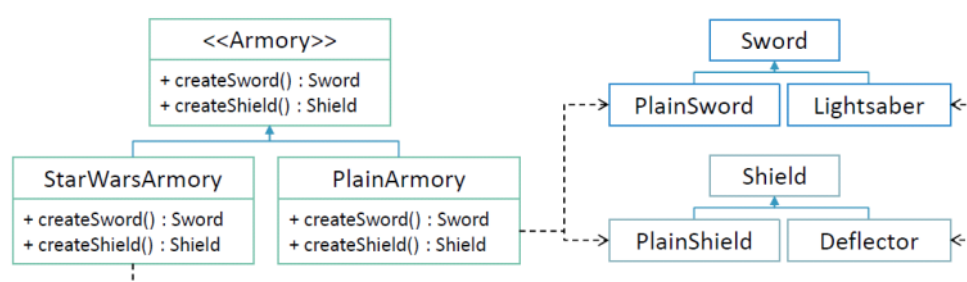 <<Armory>>
+ createSword() : Sword
+ createShield() : Shield
StarWarsArmory
+ createSword() : Sword
+ createShield() : Shield
PlainArmory
+ createSword() : Sword
+ createShield() : Shield
Sword
PlainSword
Lightsaber
Shield
PlainShield
Deflector